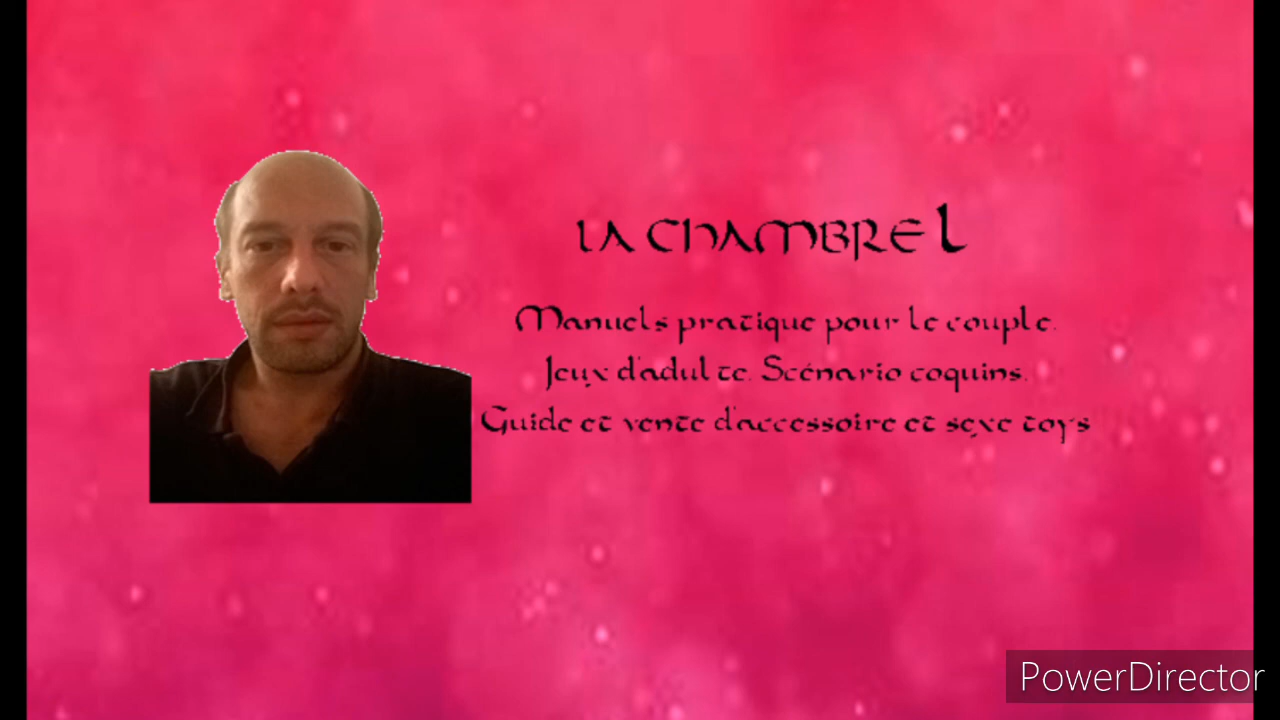 LA CHAMBRE L
Manuels pratique pour le couple.
Jeux d'adulte. Scénario coquins.
Guide et vente d'accessoire et sexe toys
PowerDirector